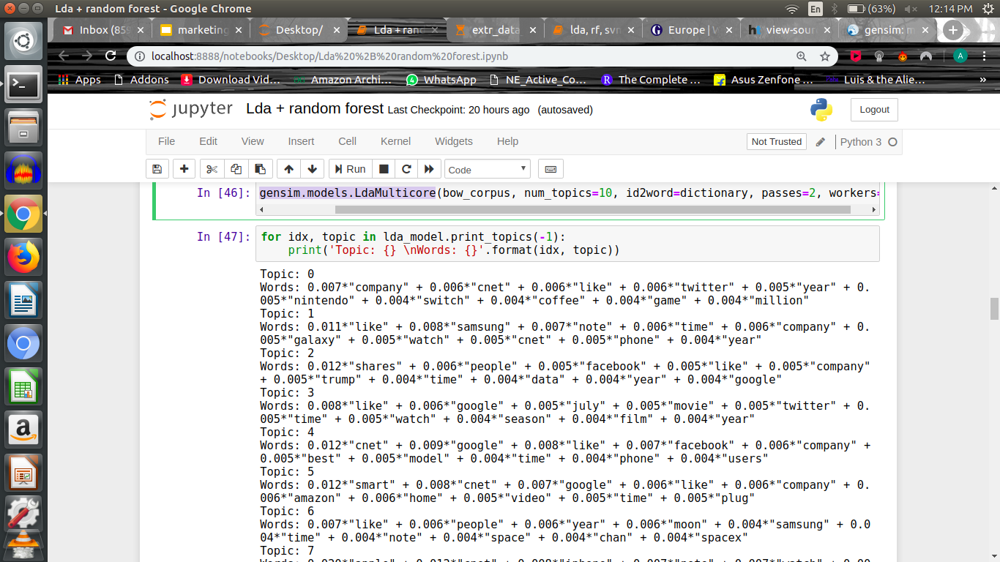 Lda + random forest - Google Chrome
En
(63%)
12:14 PM
Inbox (859
marketing
Desktop/
Lda + ran
extr_data
lda, rf, svm
Europe | W
view-sour
gensim: m
localhost:8888/notebooks/Desktop/Lda%20%2B%20random%20forest.ipynb
A
Apps
Addons
Download Vid...
Amazon Archi...
WhatsApp
NE_Active_Co...
The Complete ...
Asus Zenfone ...
Luis & the Alie...
»
jupyter Lda + random forest Last Checkpoint: 20 hours ago (autosaved)
Logout
File Edit View Insert Cell Kernel Widgets Help
Not Trusted
Python 3
Run
Code
In [46]: gensim.models.LdaMulticore(bow_corpus, num_topics=10, id2word=dictionary, passes=2, workers=
In [47]: for idx, topic in lda_model.print_topics(-1):
print('Topic: {} \nWords: {}'.format(idx, topic))
Topic: 0
Words: 0.007*"company" + 0.006*"cnet" + 0.006*"like" + 0.006*"twitter" + 0.005*"year" + 0.
005*"nintendo" + 0.004*"switch" + 0.004*"coffee" + 0.004*"game" + 0.004*"million"
Topic: 1
Words: 0.011*"like" + 0.008*"samsung" + 0.007*"note" + 0.006*"time" + 0.006*"company" + 0.
005*"galaxy" + 0.005*"watch" + 0.005*"cnet" + 0.005*"phone" + 0.004*"year"
Topic: 2
Words: 0.012*"shares" + 0.006*"people" + 0.005*"facebook" + 0.005*"like" + 0.005*"company"
+ 0.005*"trump" + 0.004*"time" + 0.004*"data" + 0.004*"year" + 0.004*"google"
Topic: 3
Words: 0.008*"like" + 0.006*"google" + 0.005*"july" + 0.005*"movie" + 0.005*"twitter" + 0.
005*"time" + 0.005*"watch" + 0.004*"season" + 0.004*"film" + 0.004*"year"
Topic: 4
Words: 0.012*"cnet" + 0.009*"google" + 0.008*"like" + 0.007*"facebook" + 0.006*"company" +
0.005*"best" + 0.005*"model" + 0.004*"time" + 0.004*"phone" + 0.004*"users"
Topic: 5
Words: 0.012*"smart" + 0.008*"cnet" + 0.007*"google" + 0.006*"like" + 0.006*"company" + 0.
006*"amazon" + 0.006*"home" + 0.005*"video" + 0.005*"time" + 0.005*"plug"
Topic: 6
Words: 0.007*"like" + 0.006*"people" + 0.006*"year" + 0.006*"moon" + 0.004*"samsung" + 0.0
04*"time" + 0.004*"note" + 0.004*"space" + 0.004*"chan" + 0.004*"spacex"
Topic: 7